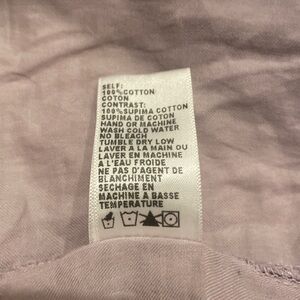 SELF:
100%COTTON
COTON
CONTRAST:
100%SUPIMA COTTON
SUPIMA DE COTON
HAND OR MACHINE
WASH COLD WATER
NO BLEACH
TUMBLE DRY LOW
LAVER A LA MAIN OU
LAVER EN MACHINE
A L'EAU FROIDE
NE PAS D'AGENT DE
BLANCHIMENT
SECHAGE EN
MACHINE A BASSE
TEMPERATURE